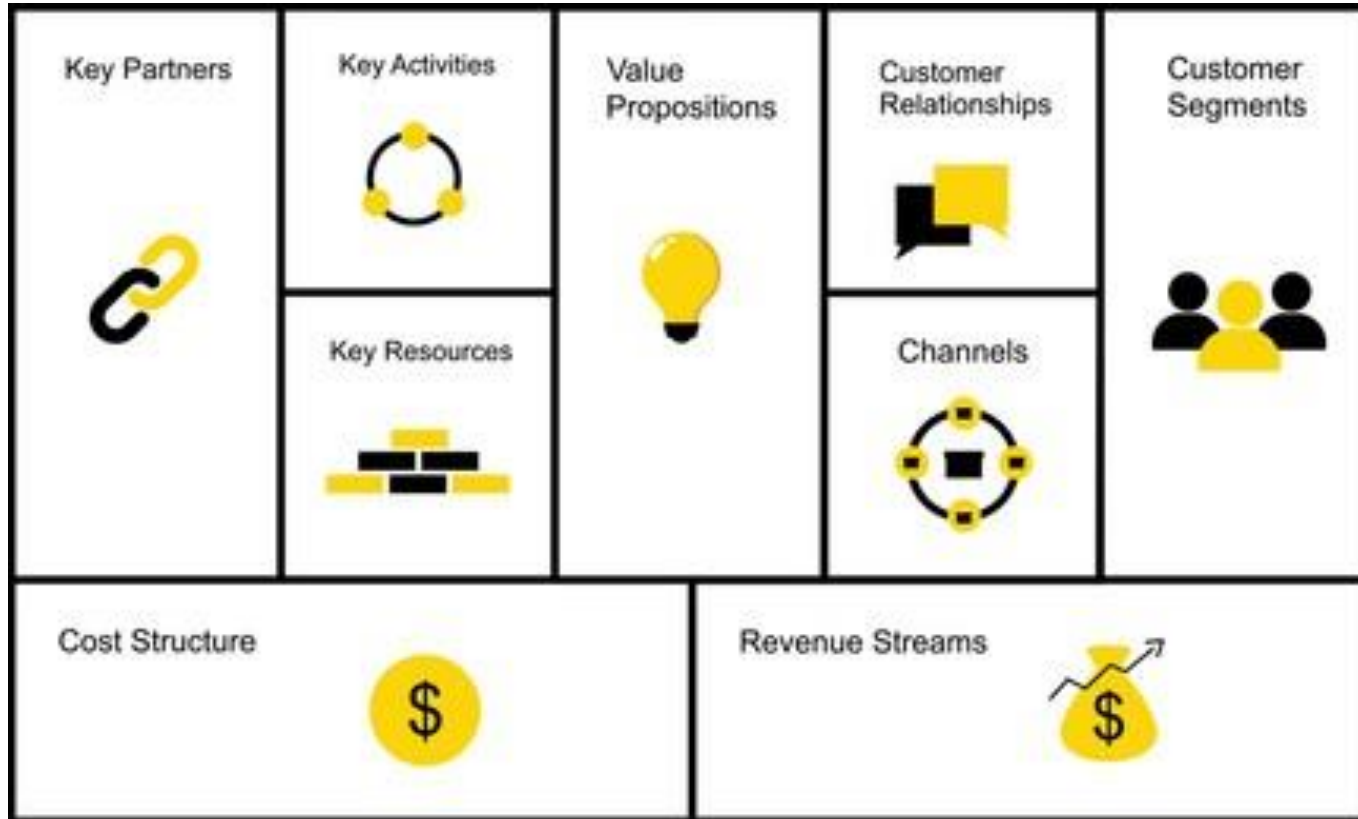 Key Partners
Key Activities
Key Resources
Value
Propositions
Customer
Relationships
Channels
Customer
Segments
Cost Structure
$
Revenue Streams
$